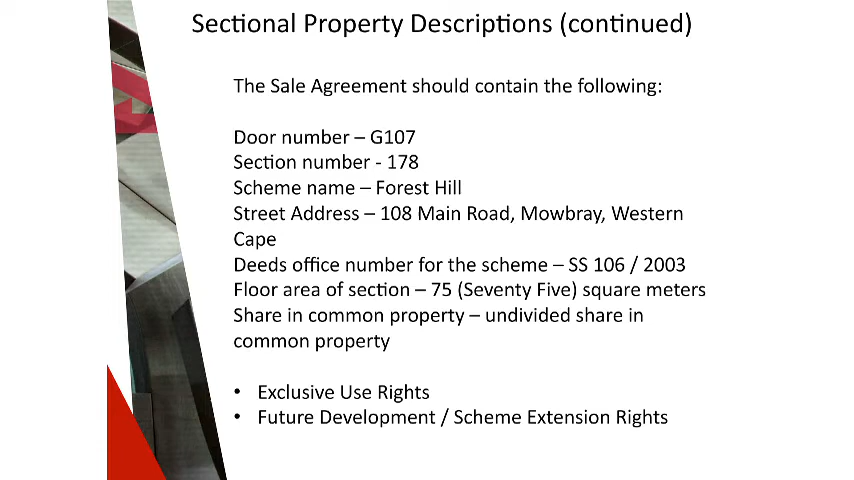 Sectional Property Descriptions (continued)
The Sale Agreement should contain the following:
Door number – G107
Section number - 178
Scheme name – Forest Hill
Street Address – 108 Main Road, Mowbray, Western
Cape
Deeds office number for the scheme – SS 106 / 2003
Floor area of section – 75 (Seventy Five) square meters
Share in common property – undivided share in
common property
• Exclusive Use Rights
• Future Development / Scheme Extension Rights